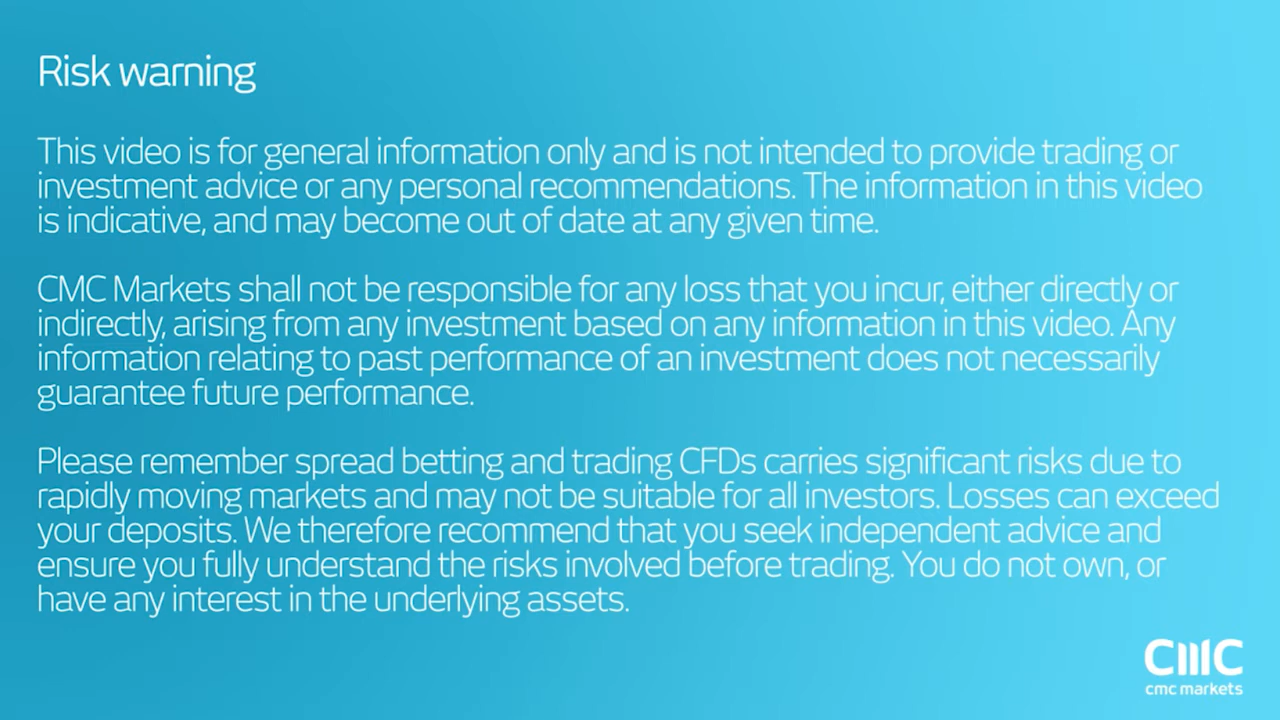 Risk warning
This video is for general information only and is not intended to provide trading or
investment advice or any personal recommendations. The information in this video
is indicative, and may become out of date at any given time.
CMC Markets shall not be responsible for any loss that you incur, either directly or
indirectly, arising from any investment based on any information in this video. Any
information relating to past performance of an investment does not necessarily
guarantee future performance.
Please remember spread betting and trading CFDs carries significant risks due to
rapidly moving markets and may not be suitable for all investors. Losses can exceed
your deposits. We therefore recommend that you seek independent advice and
ensure you fully understand the risks involved before trading. You do not own, or
have any interest in the underlying assets.
CMC
cmc markets